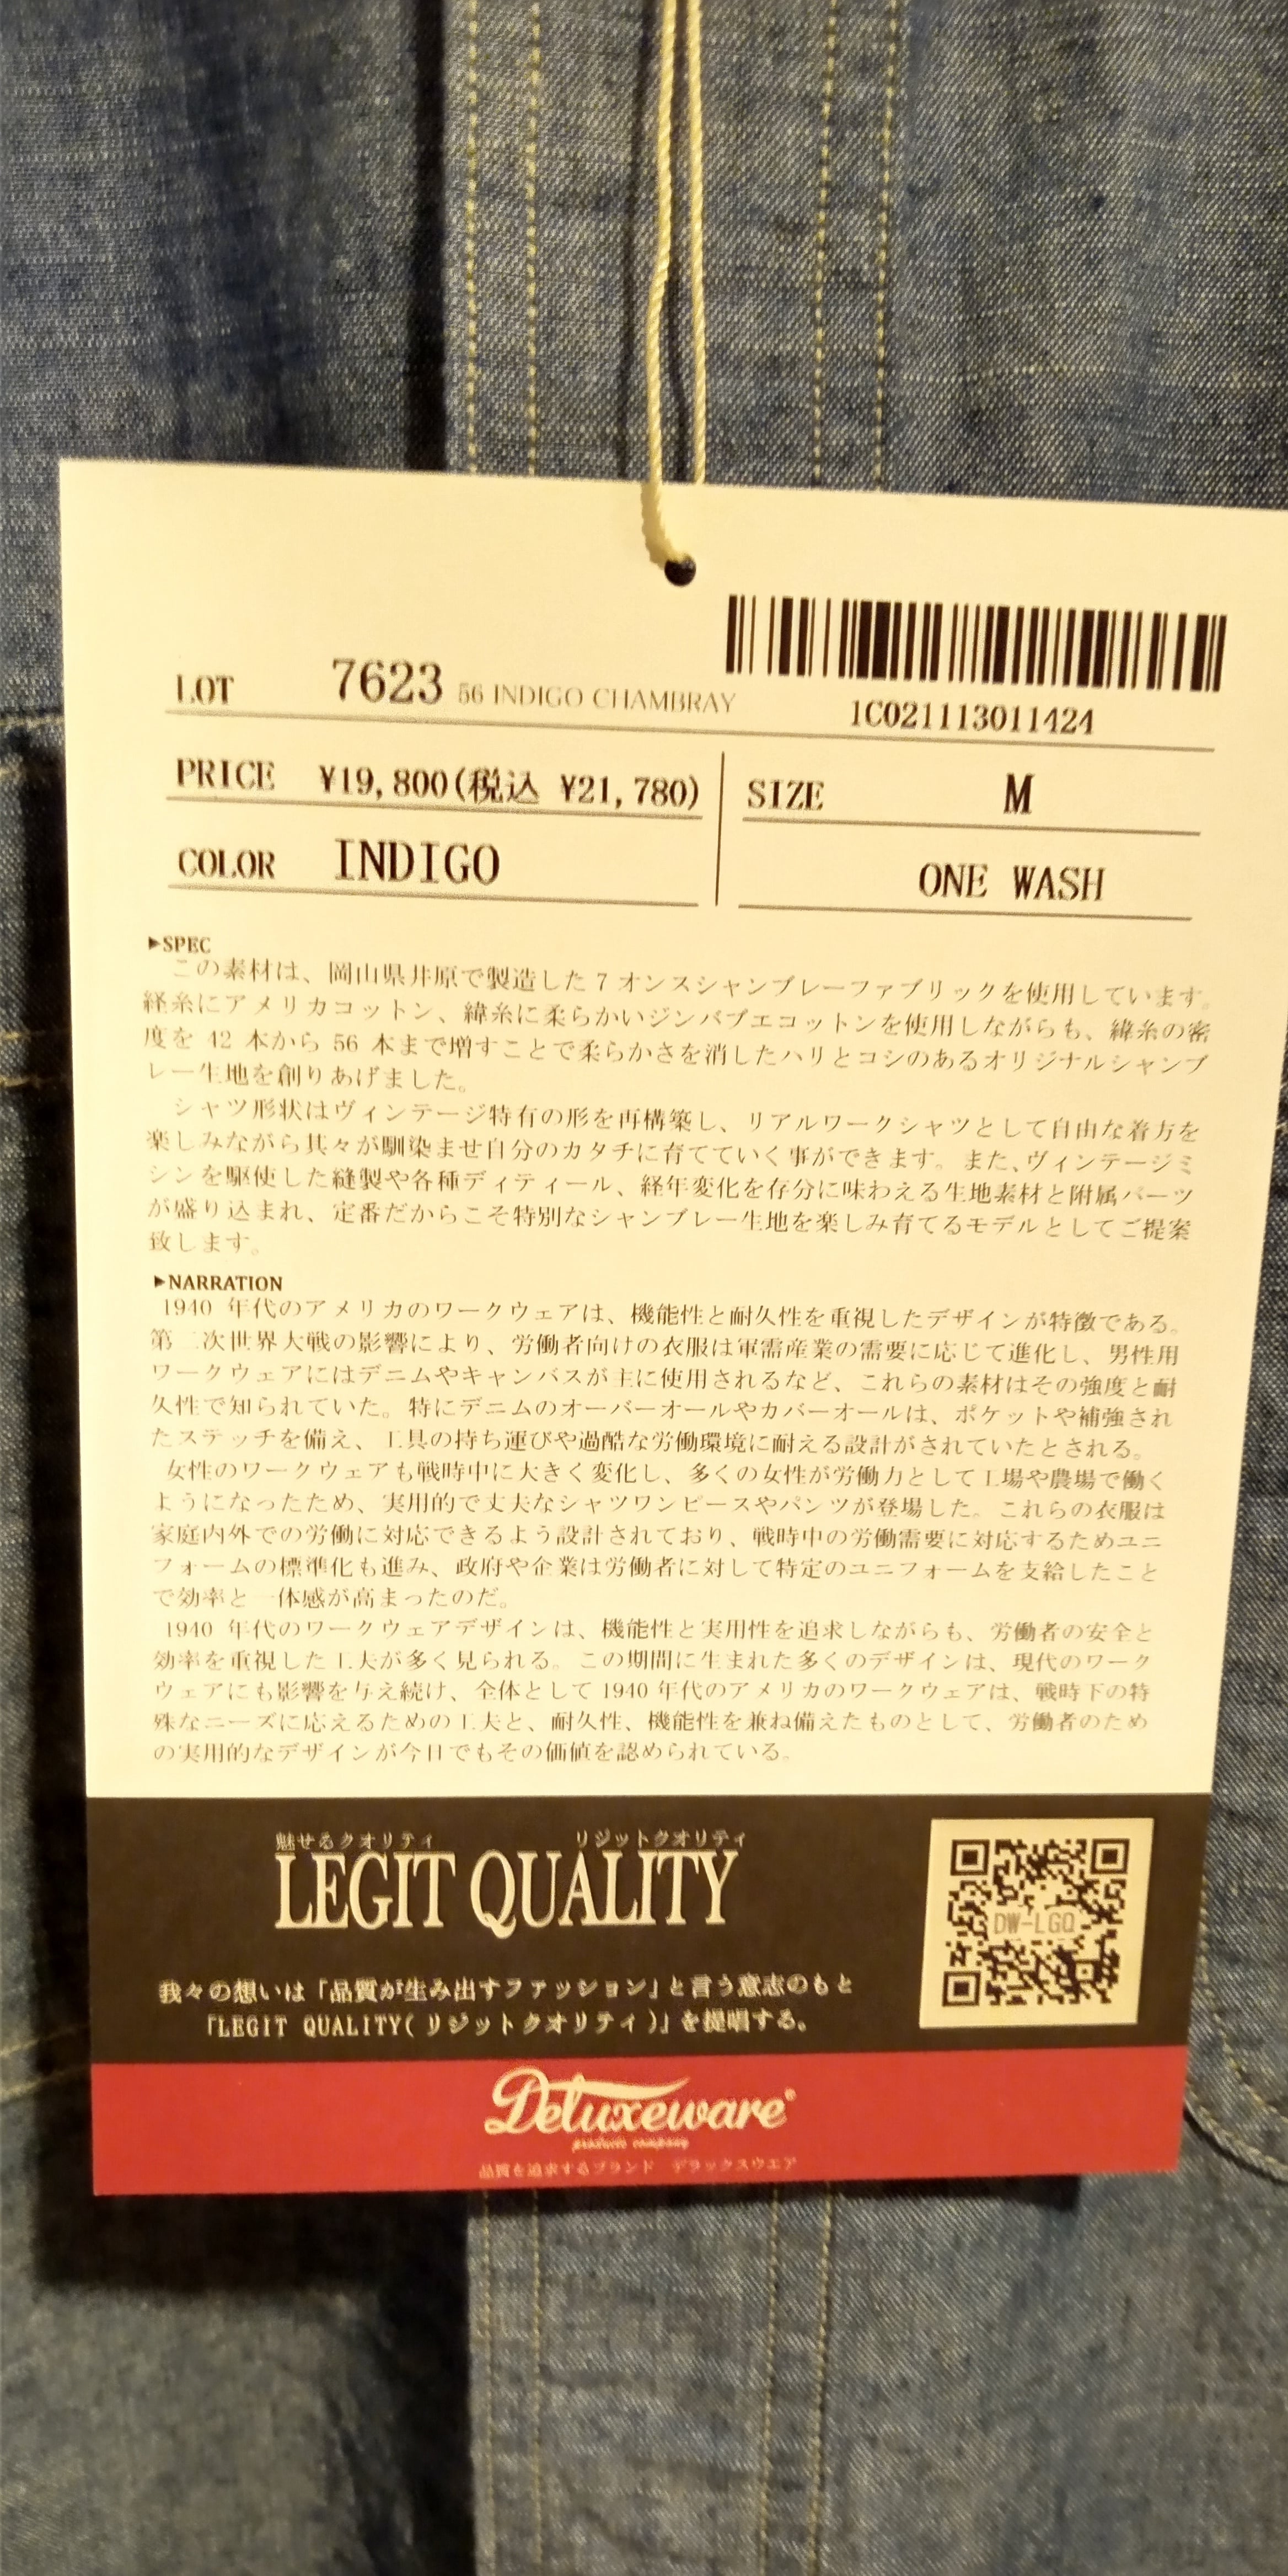 1C021113011424
LOT 7623 56 INDIGO CHAMBRAY
PRICE ¥19,800(税込 ¥21,780) SIZE M
COLOR INDIGO ONE WASH
▶SPEC
この素材は、岡山県井原で製造した 7 オンスシャンブレーファブリックを使用しています。
経糸にアメリカコットン、緯糸に柔らかいジンバブエコットンを使用しながらも、緯糸の密
度を 42 本から 56 本まで増すことで柔らかさを消したハリとコシのあるオリジナルシャンブ
レー生地を創りあげました。
シャツ形状はヴィンテージ特有の形を再構築し、リアルワークシャツとして自由な着方を
楽しみながら其々が馴染ませ自分のカタチに育てていく事ができます。また、ヴィンテージミ
シンを駆使した縫製や各種ディティール、経年変化を存分に味わえる生地素材と附属パーツ
が盛り込まれ、定番だからこそ特別なシャンブレー生地を楽しみ育てるモデルとしてご提案
致します。
▶NARRATION
1940 年代のアメリカのワークウェアは、機能性と耐久性を重視したデザインが特徴である。
第二次世界大戦の影響により、労働者向けの衣服は軍需産業の需要に応じて進化し、男性用
ワークウェアにはデニムやキャンバスが主に使用されるなど、これらの素材はその強度と耐
久性で知られていた。特にデニムのオーバーオールやカバーオールは、ポケットや補強され
たステッチを備え、工具の持ち運びや過酷な労働環境に耐える設計がされていたとされる。
女性のワークウェアも戦時中に大きく変化し、多くの女性が労働力として工場や農場で働く
ようになったため、実用的で丈夫なシャツワンピースやパンツが登場した。これらの衣服は
家庭内外での労働に対応できるよう設計されており、戦時中の労働需要に対応するためユニ
フォームの標準化も進み、政府や企業は労働者に対して特定のユニフォームを支給したこと
で効率と一体感が高まったのだ。
1940 年代のワークウェアデザインは、機能性と実用性を追求しながらも、労働者の安全と
効率を重視した工夫が多く見られる。この期間に生まれた多くのデザインは、現代のワーク
ウェアにも影響を与え続け、全体として 1940 年代のアメリカのワークウェアは、戦時下の特
殊なニーズに応えるための工夫と、耐久性、機能性を兼ね備えたものとして、労働者のため
の実用的なデザインが今日でもその価値を認められている。
魅せるクオリティ リジットクオリティ
LEGIT QUALITY
DW-LGQ
我々の想いは「品質が生み出すファッション」と言う意志のもと
「LEGIT QUALITY(リジットクオリティ)」を提唱する。
Deluxeware®
products company
品質を追求するブランド デラックスウエア